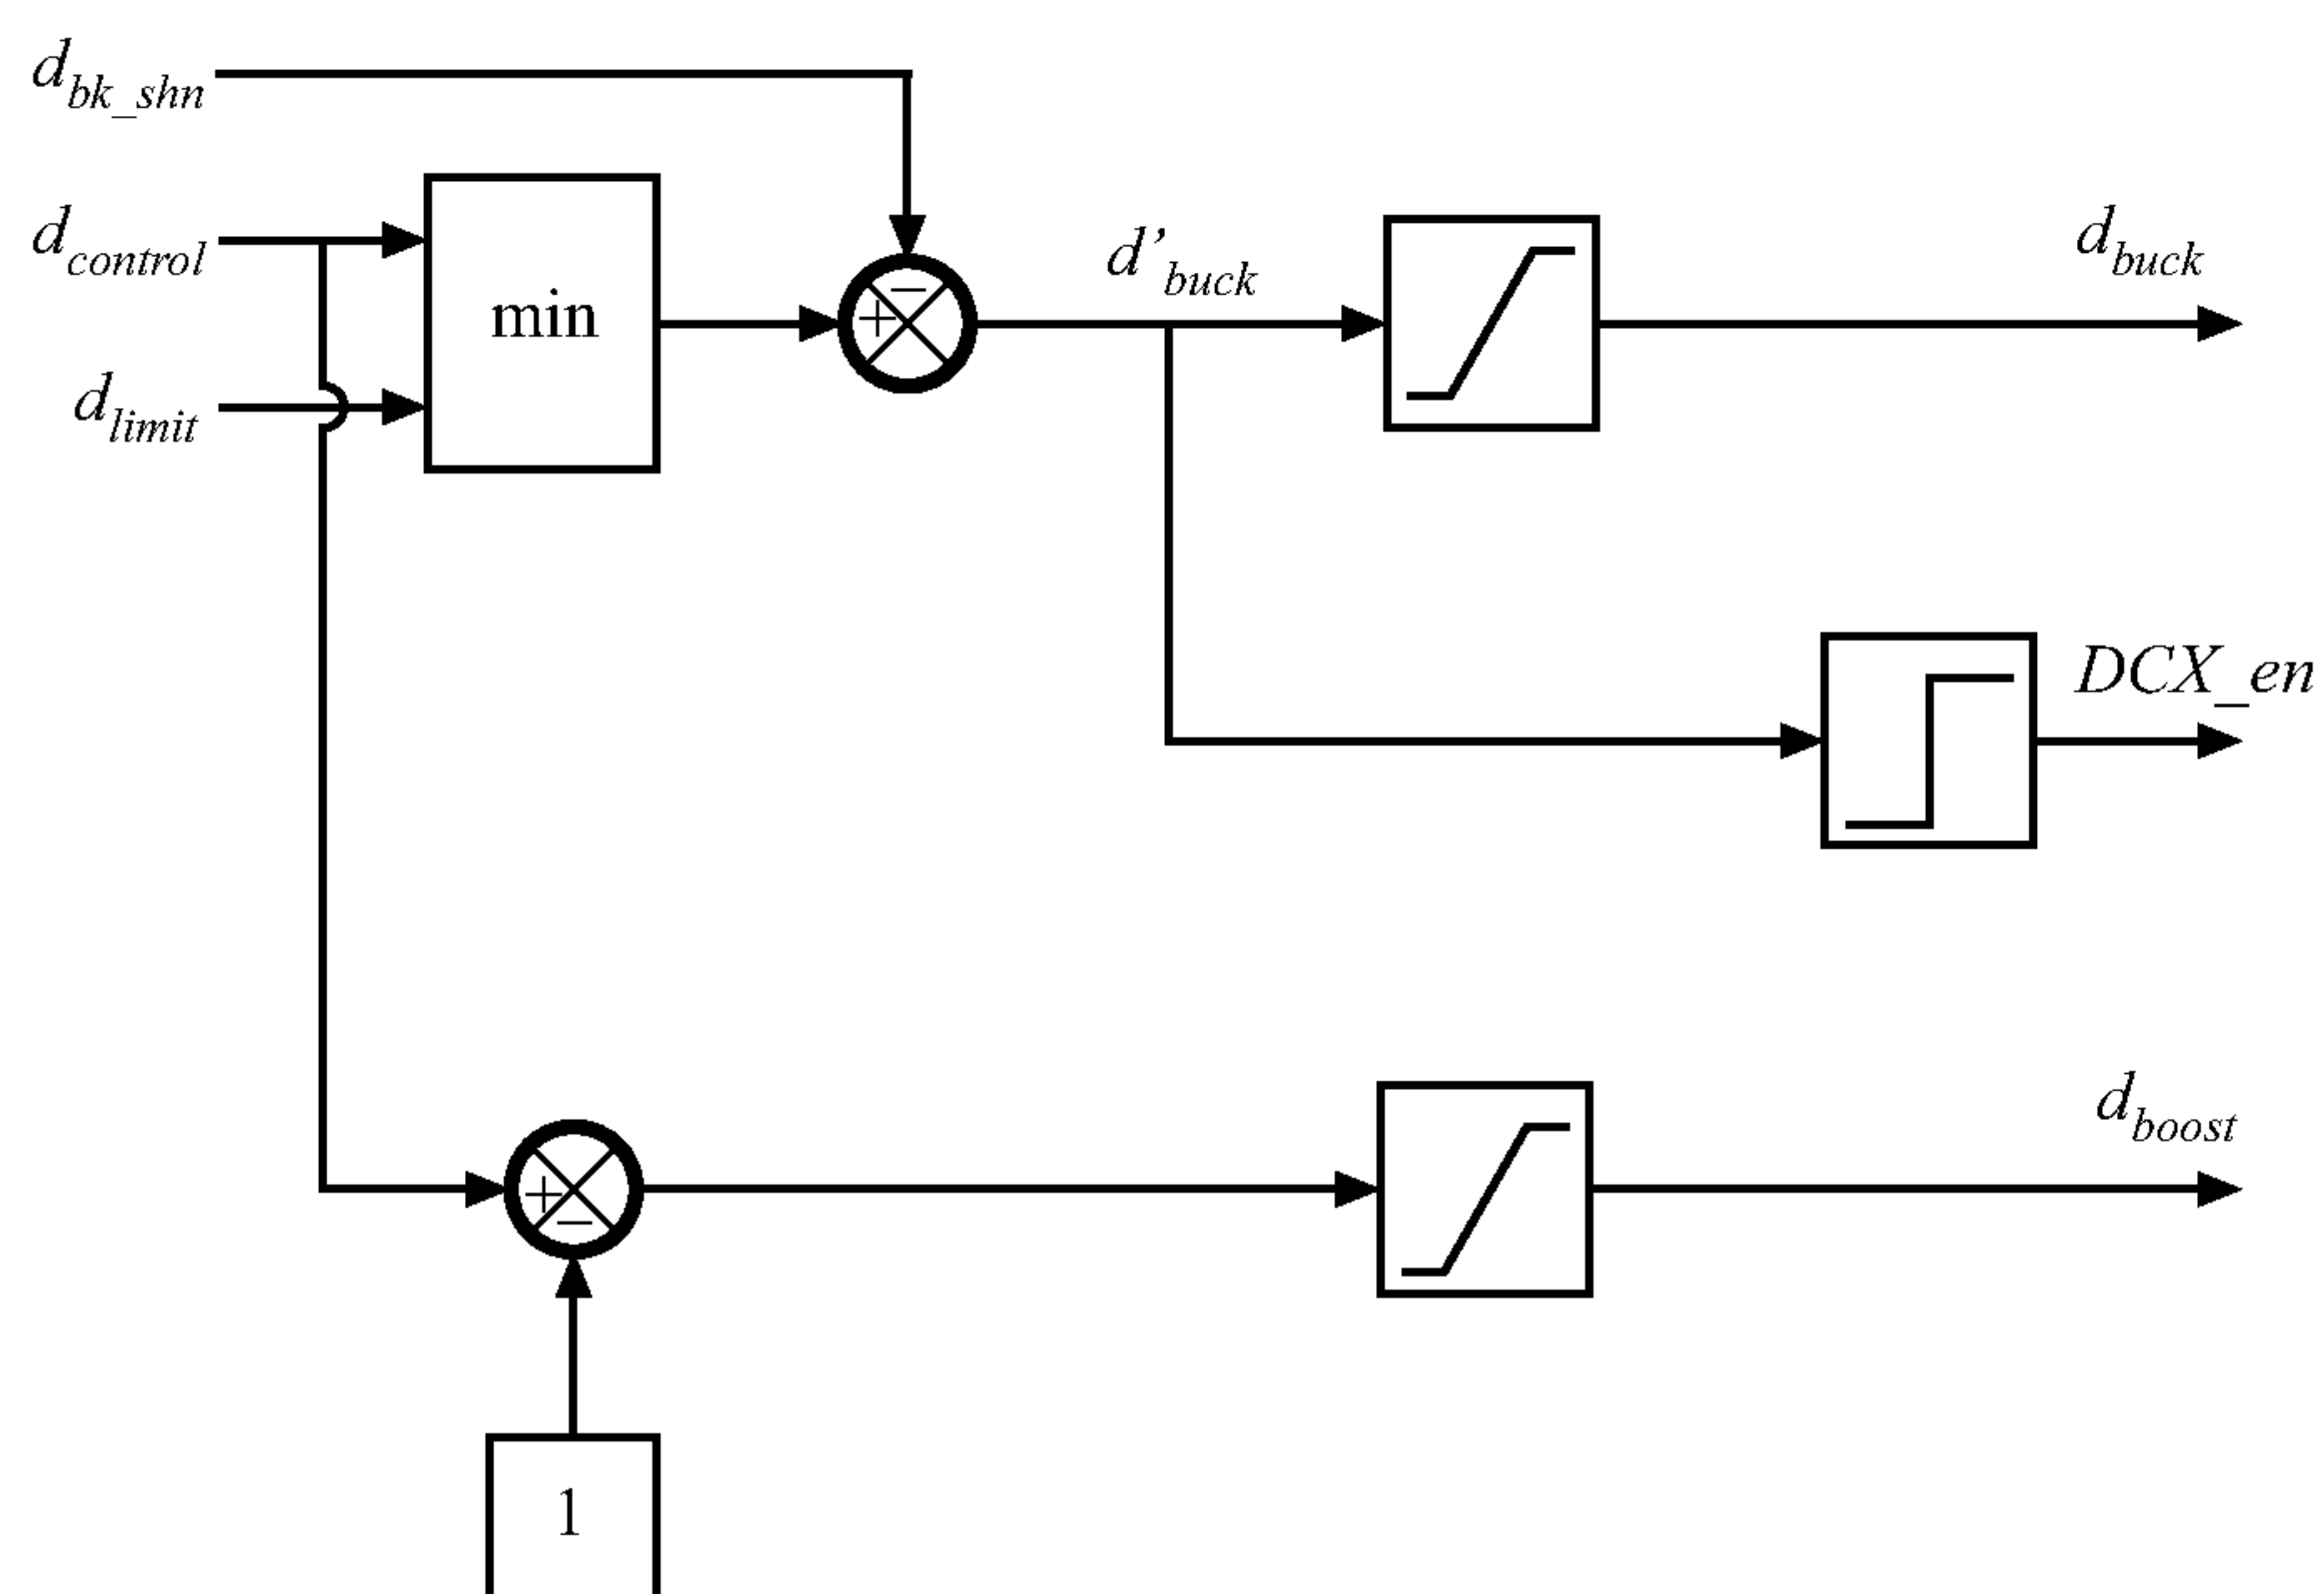 d_bk_shn
d_control
min
d'_buck
d_buck
d_limit
DCX_en
d_boost
1